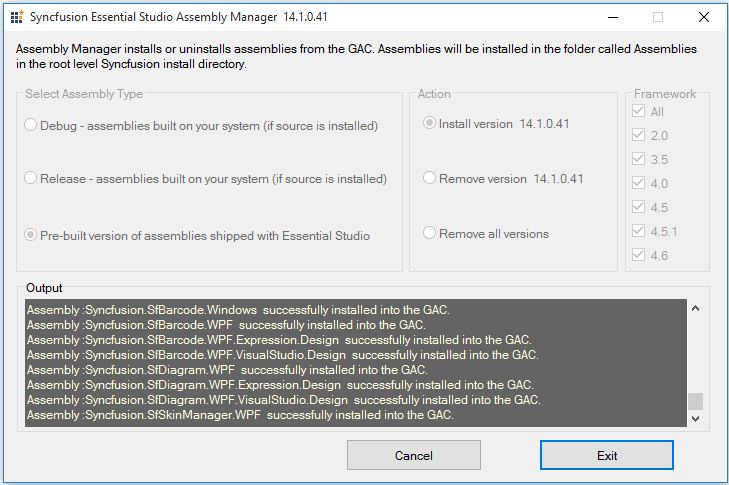 Syncfusion Essential Studio Assembly Manager 14.1.0.41
Assembly Manager installs or uninstalls assemblies from the GAC. Assemblies will be installed in the folder called Assemblies
in the root level Syncfusion install directory.
Select Assembly Type
Debug - assemblies built on your system (if source is installed)
Release - assemblies built on your system (if source is installed)
Pre-built version of assemblies shipped with Essential Studio
Action
Install version 14.1.0.41
Remove version 14.1.0.41
Remove all versions
Framework
All
2.0
3.5
4.0
4.5
4.5.1
4.6
Output
Assembly :Syncfusion.SfBarcode.Windows successfully installed into the GAC.
Assembly :Syncfusion.SfBarcode.WPF successfully installed into the GAC.
Assembly :Syncfusion.SfBarcode.WPF.Expression.Design successfully installed into the GAC.
Assembly :Syncfusion.SfBarcode.WPF.VisualStudio.Design successfully installed into the GAC.
Assembly :Syncfusion.SfDiagram.WPF successfully installed into the GAC.
Assembly :Syncfusion.SfDiagram.WPF.Expression.Design successfully installed into the GAC.
Assembly :Syncfusion.SfDiagram.WPF.VisualStudio.Design successfully installed into the GAC.
Assembly :Syncfusion.SfSkinManager.WPF successfully installed into the GAC.
Cancel
Exit